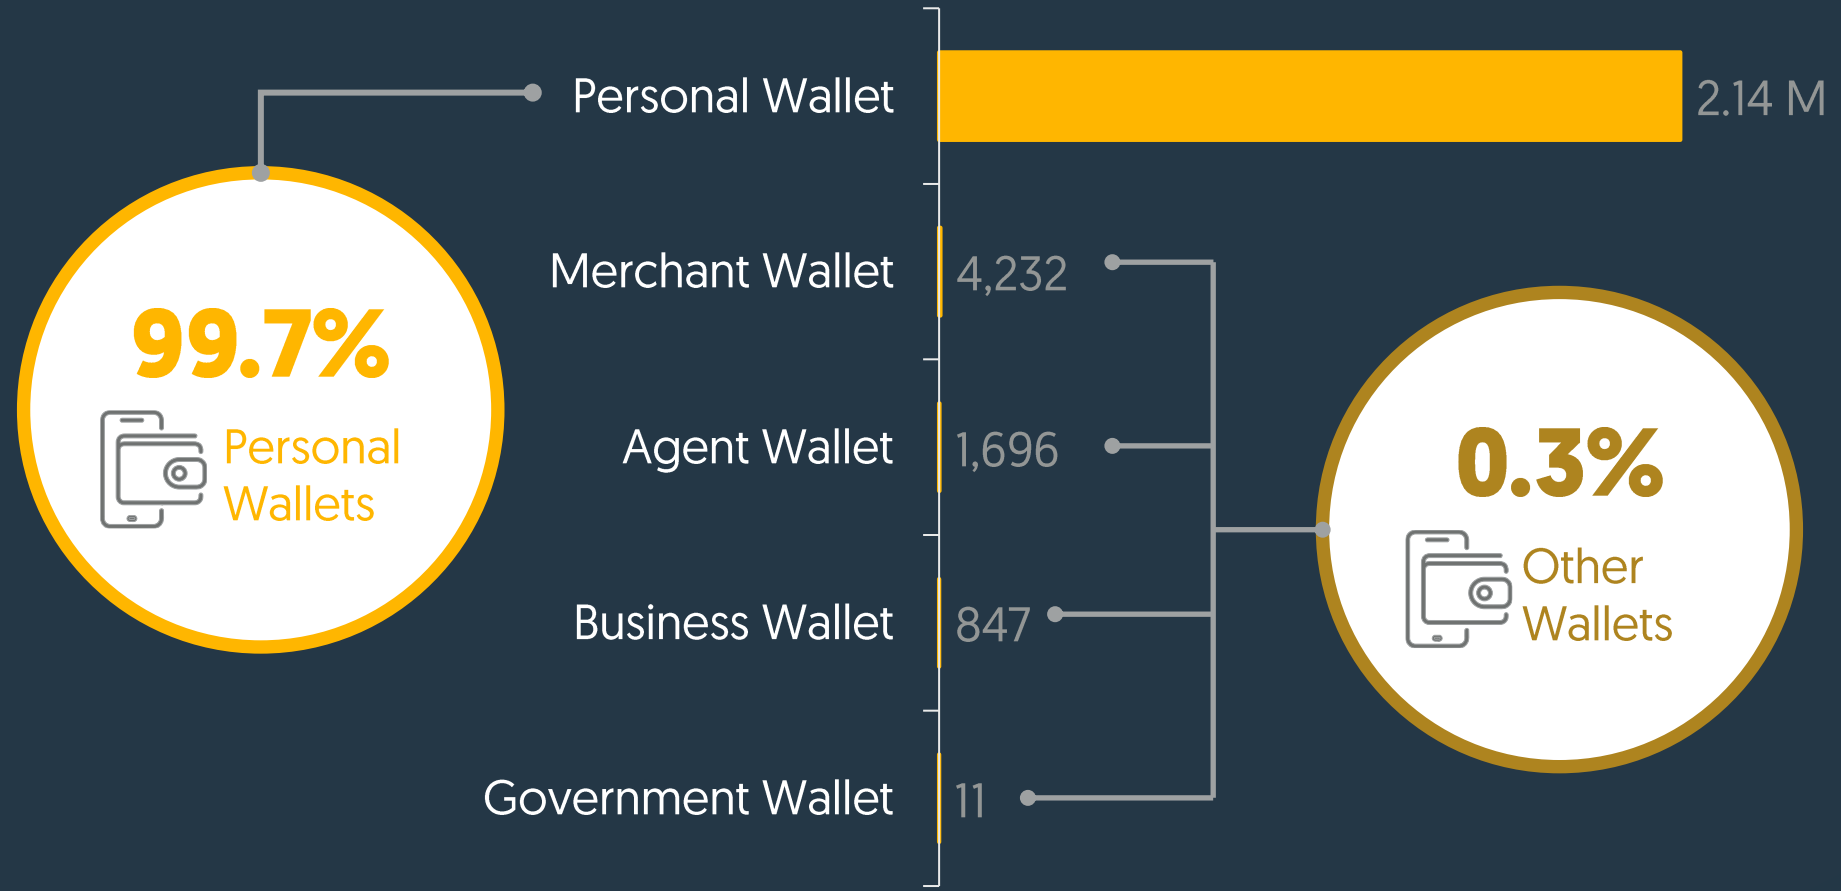 Personal Wallet
2.14 M
Merchant Wallet
4,232
Agent Wallet
1,696
Business Wallet
847
Government Wallet
11
99.7%
Personal
Wallets
0.3%
Other
Wallets